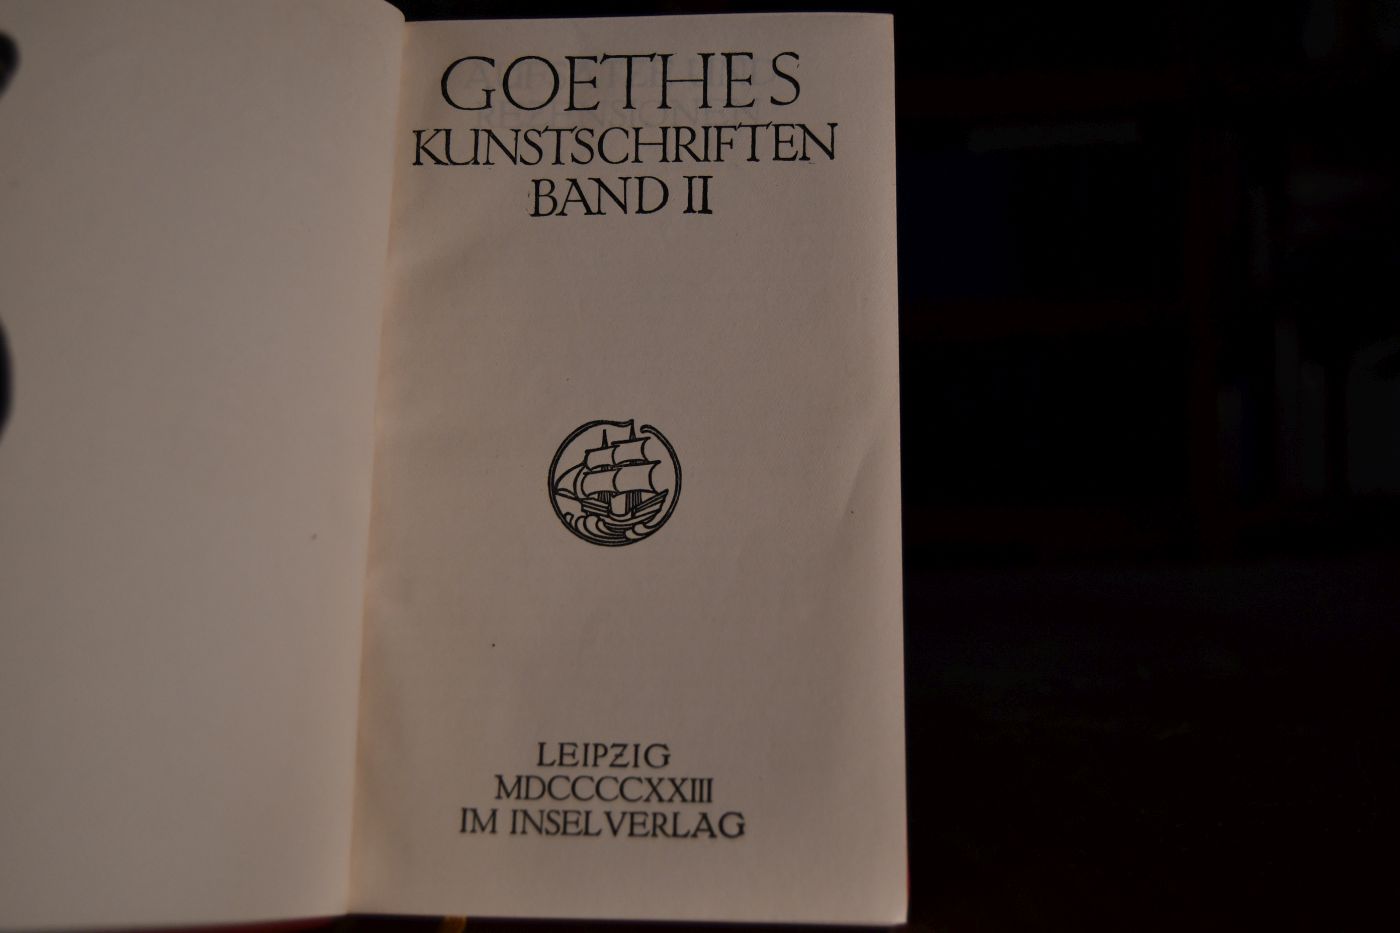 GOETHES
KUNSTSCHRIFTEN
BAND II
LEIPZIG
MDCCCCXXIII
IM INSELVERLAG